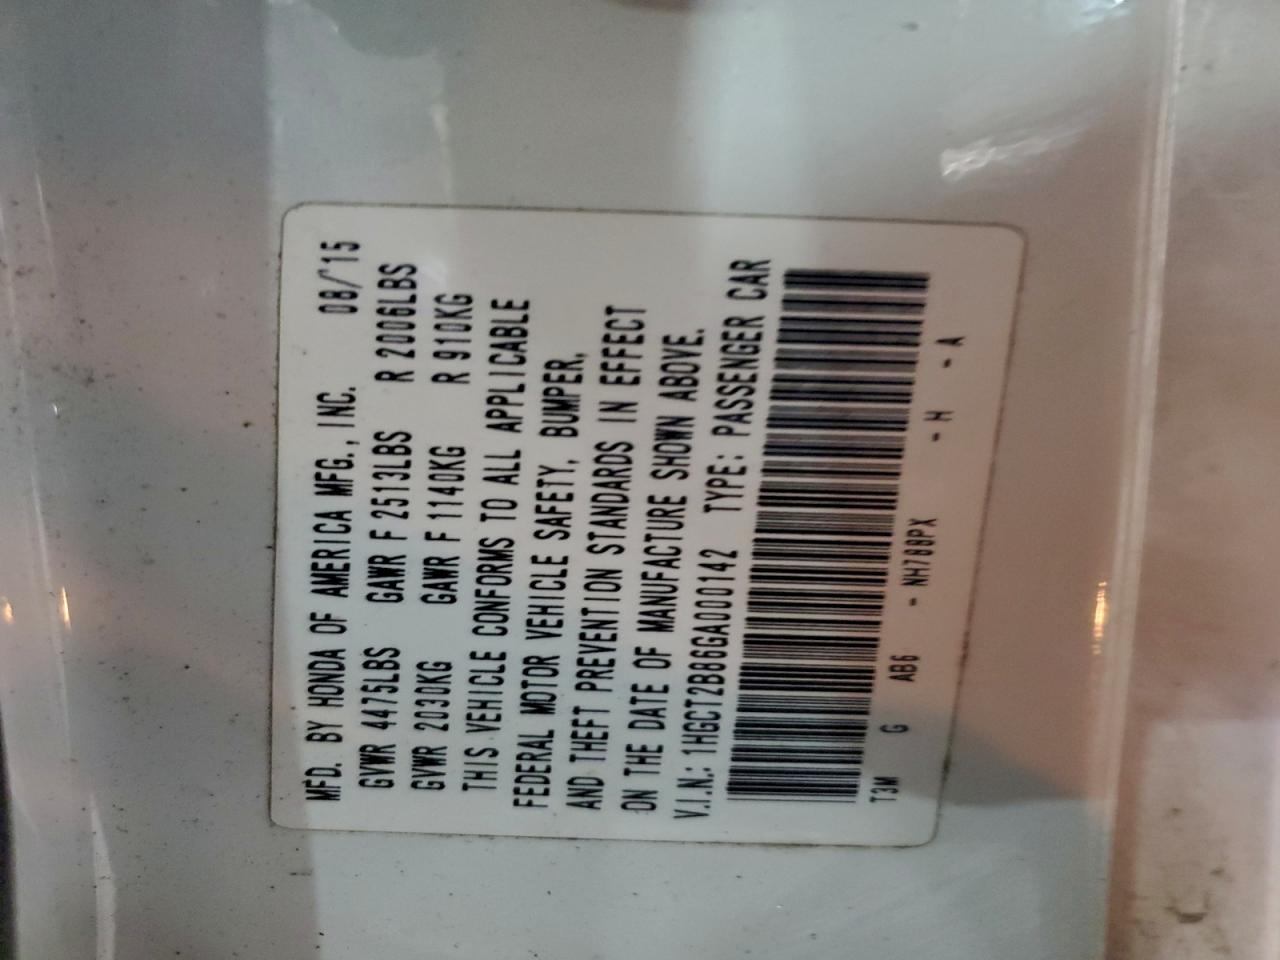 MFD. BY HONDA OF AMERICA MFG., INC. 08/'15
GVWR 4475LBS GAWR F 2513LBS R 2006LBS
GVWR 2030KG GAWR F 1140KG R 910KG
THIS VEHICLE CONFORMS TO ALL APPLICABLE
FEDERAL MOTOR VEHICLE SAFETY, BUMPER,
AND THEFT PREVENTION STANDARDS IN EFFECT
ON THE DATE OF MANUFACTURE SHOWN ABOVE.
V.I.N.: 1HGCT2B86GA000142 TYPE: PASSENGER CAR
T3M G AB6 - NH788PX - H - A